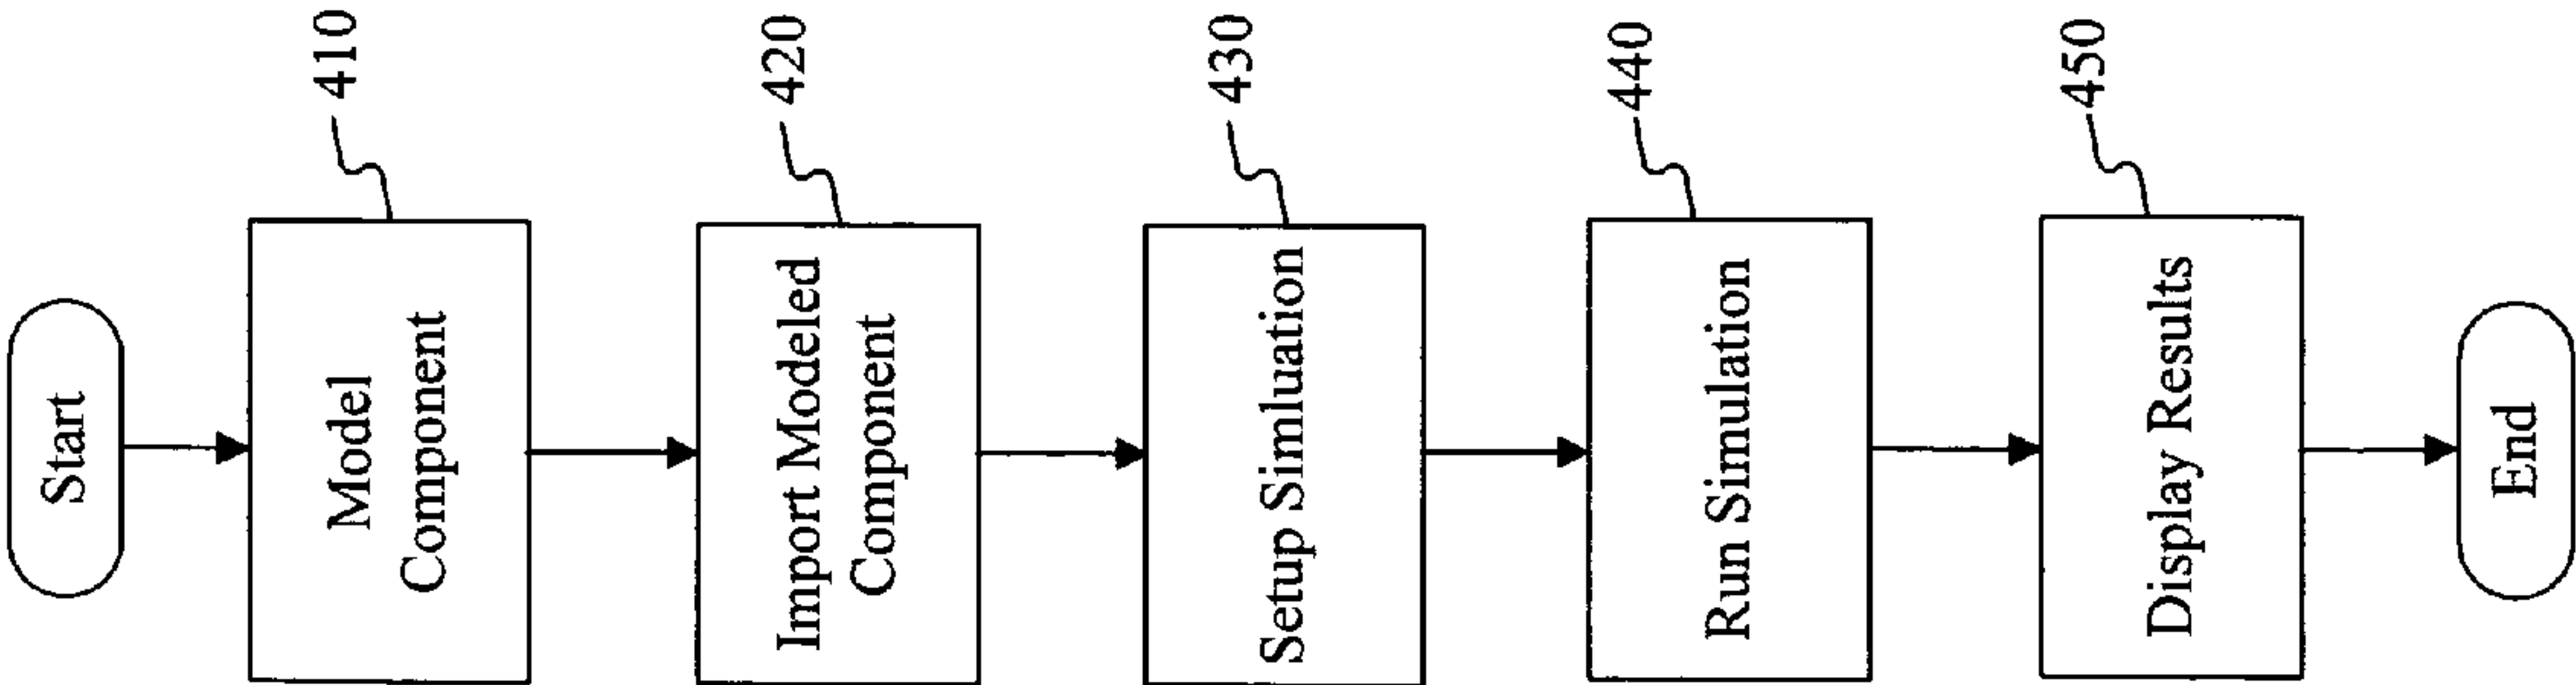 Start
Model
Component
410
Import Modeled
Component
420
Setup Simluation
430
Run Simulation
440
Display Results
450
End